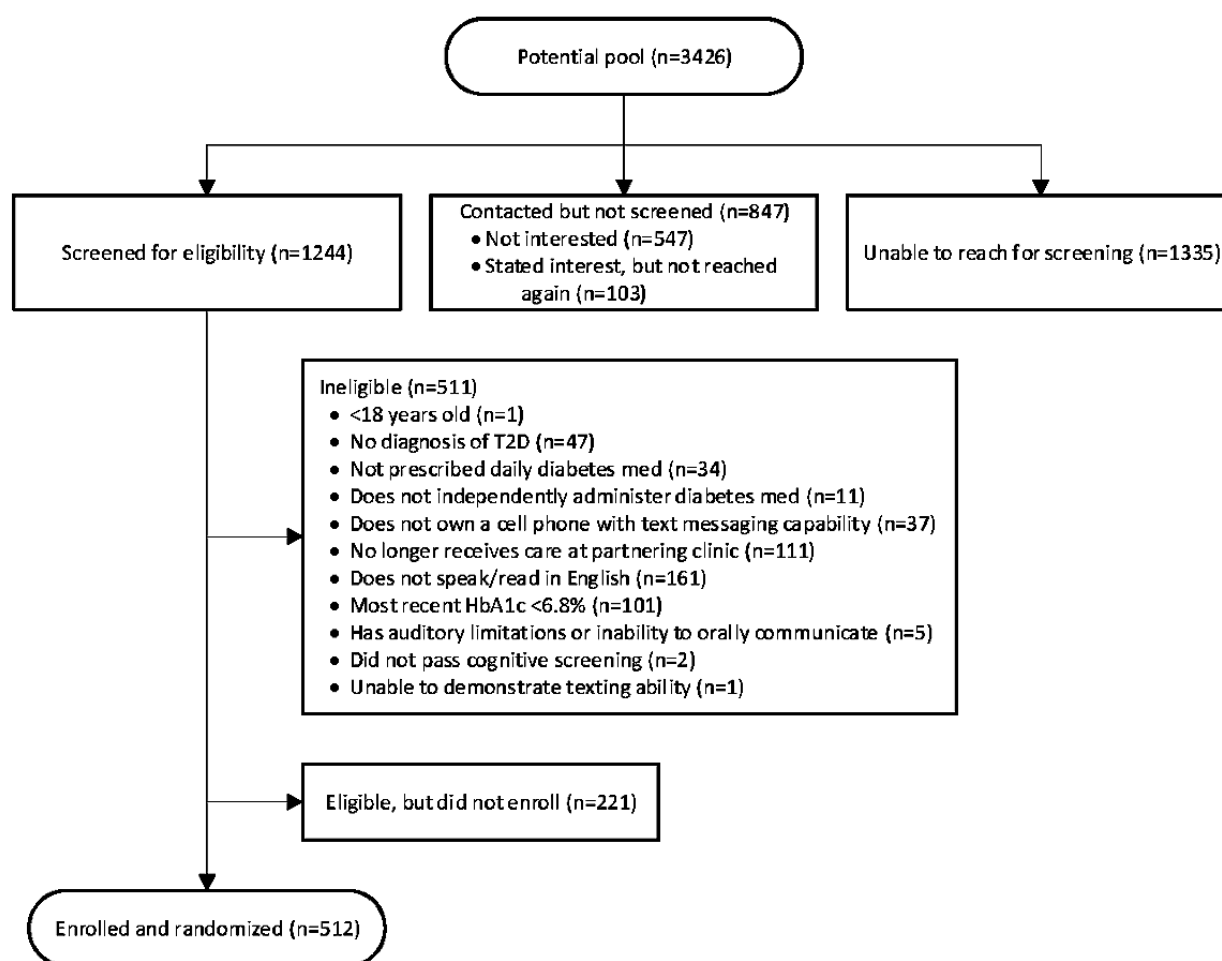 Potential pool (n=3426)
Screened for eligibility (n=1244)
Contacted but not screened (n=847)
• Not interested (n=547)
• Stated interest, but not reached
again (n=103)
Unable to reach for screening (n=1335)
Ineligible (n=511)
• <18 years old (n=1)
• No diagnosis of T2D (n=47)
• Not prescribed daily diabetes med (n=34)
• Does not independently administer diabetes med (n=11)
• Does not own a cell phone with text messaging capability (n=37)
• No longer receives care at partnering clinic (n=111)
• Does not speak/read in English (n=161)
• Most recent HbA1c <6.8% (n=101)
• Has auditory limitations or inability to orally communicate (n=5)
• Did not pass cognitive screening (n=2)
• Unable to demonstrate texting ability (n=1)
Eligible, but did not enroll (n=221)
Enrolled and randomized (n=512)